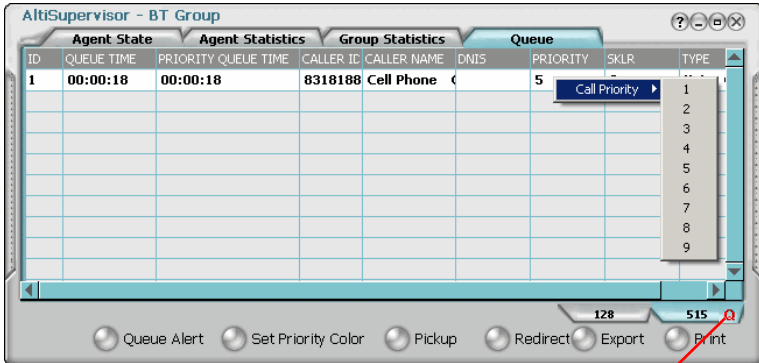 AltiSupervisor - BT Group
Agent State Agent Statistics Group Statistics Queue
ID QUEUE TIME PRIORITY QUEUE TIME CALLER ID CALLER NAME DNIS PRIORITY SKLR TYPE
1 00:00:18 00:00:18 8318188 Cell Phone 5
Call Priority
1
2
3
4
5
6
7
8
9
128 515 Q
Queue Alert Set Priority Color Pickup Redirect Export Print